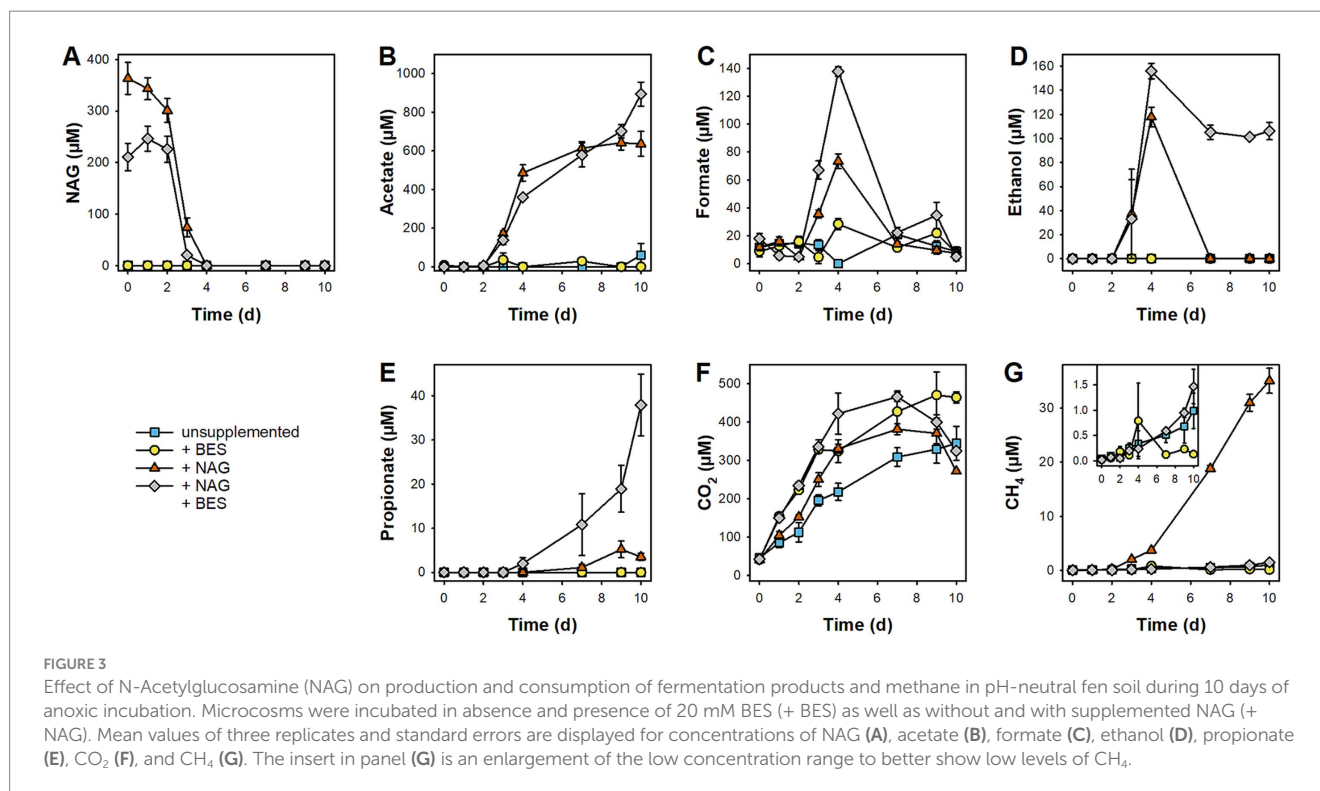 A
NAG (µM)
400
300
200
100
0
0 2 4 6 8 10
Time (d)
B
Acetate (µM)
1000
800
600
400
200
0
0 2 4 6 8 10
Time (d)
C
Formate (µM)
140
120
100
80
60
40
20
0
0 2 4 6 8 10
Time (d)
D
Ethanol (µM)
160
140
120
100
80
60
40
20
0
0 2 4 6 8 10
Time (d)
unsupplemented
+ BES
+ NAG
+ NAG
+ BES
E
Propionate (µM)
40
30
20
10
0
0 2 4 6 8 10
Time (d)
F
CO₂ (µM)
500
400
300
200
100
0
0 2 4 6 8 10
Time (d)
G
CH₄ (µM)
30
20
10
0
1.5
1.0
0.5
0.0
0 2 4 6 8 10
0 2 4 6 8 10
Time (d)
FIGURE 3
Effect of N-Acetylglucosamine (NAG) on production and consumption of fermentation products and methane in pH-neutral fen soil during 10 days of
anoxic incubation. Microcosms were incubated in absence and presence of 20 mM BES (+ BES) as well as without and with supplemented NAG (+
NAG). Mean values of three replicates and standard errors are displayed for concentrations of NAG (A), acetate (B), formate (C), ethanol (D), propionate
(E), CO₂ (F), and CH₄ (G). The insert in panel (G) is an enlargement of the low concentration range to better show low levels of CH₄.